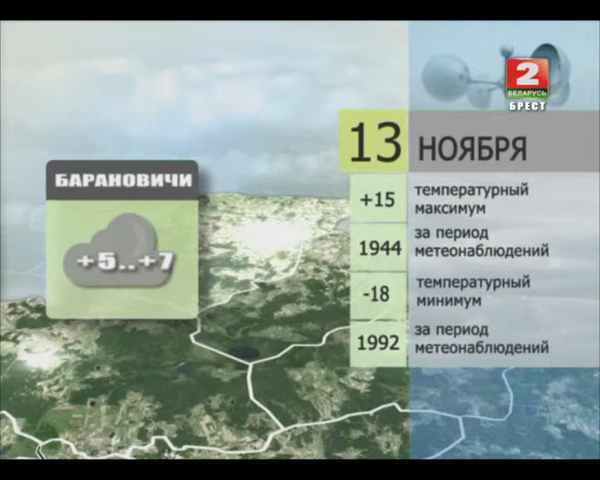 2
БЕЛАРУСЬ
БРЕСТ
13 НОЯБРЯ
БАРАНОВИЧИ
+5..+7
+15 температурный
максимум
1944 за период
метеонаблюдений
-18 температурный
минимум
1992 за период
метеонаблюдений